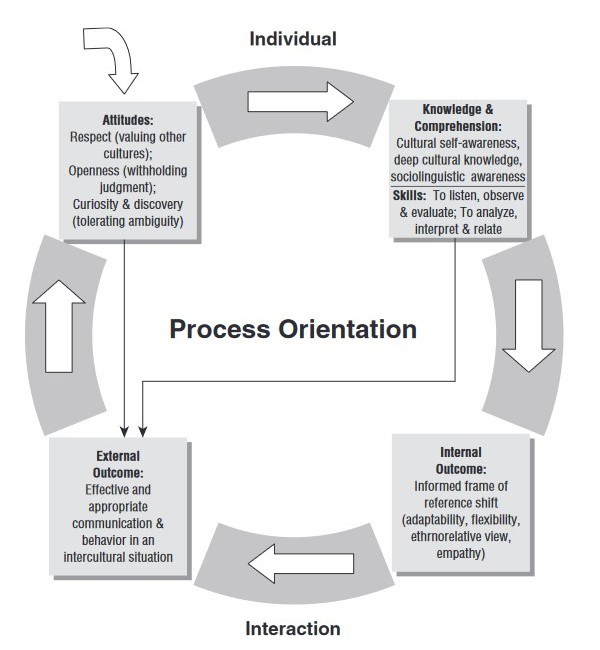 Individual
Attitudes:
Respect (valuing other
cultures);
Openness (withholding
judgment);
Curiosity & discovery
(tolerating ambiguity)
Knowledge &
Comprehension:
Cultural self-awareness,
deep cultural knowledge,
sociolinguistic awareness
Skills: To listen, observe
& evaluate; To analyze,
interpret & relate
Process Orientation
External
Outcome:
Effective and
appropriate
communication &
behavior in an
intercultural situation
Internal
Outcome:
Informed frame of
reference shift
(adaptability, flexibility,
ethrnorelative view,
empathy)
Interaction